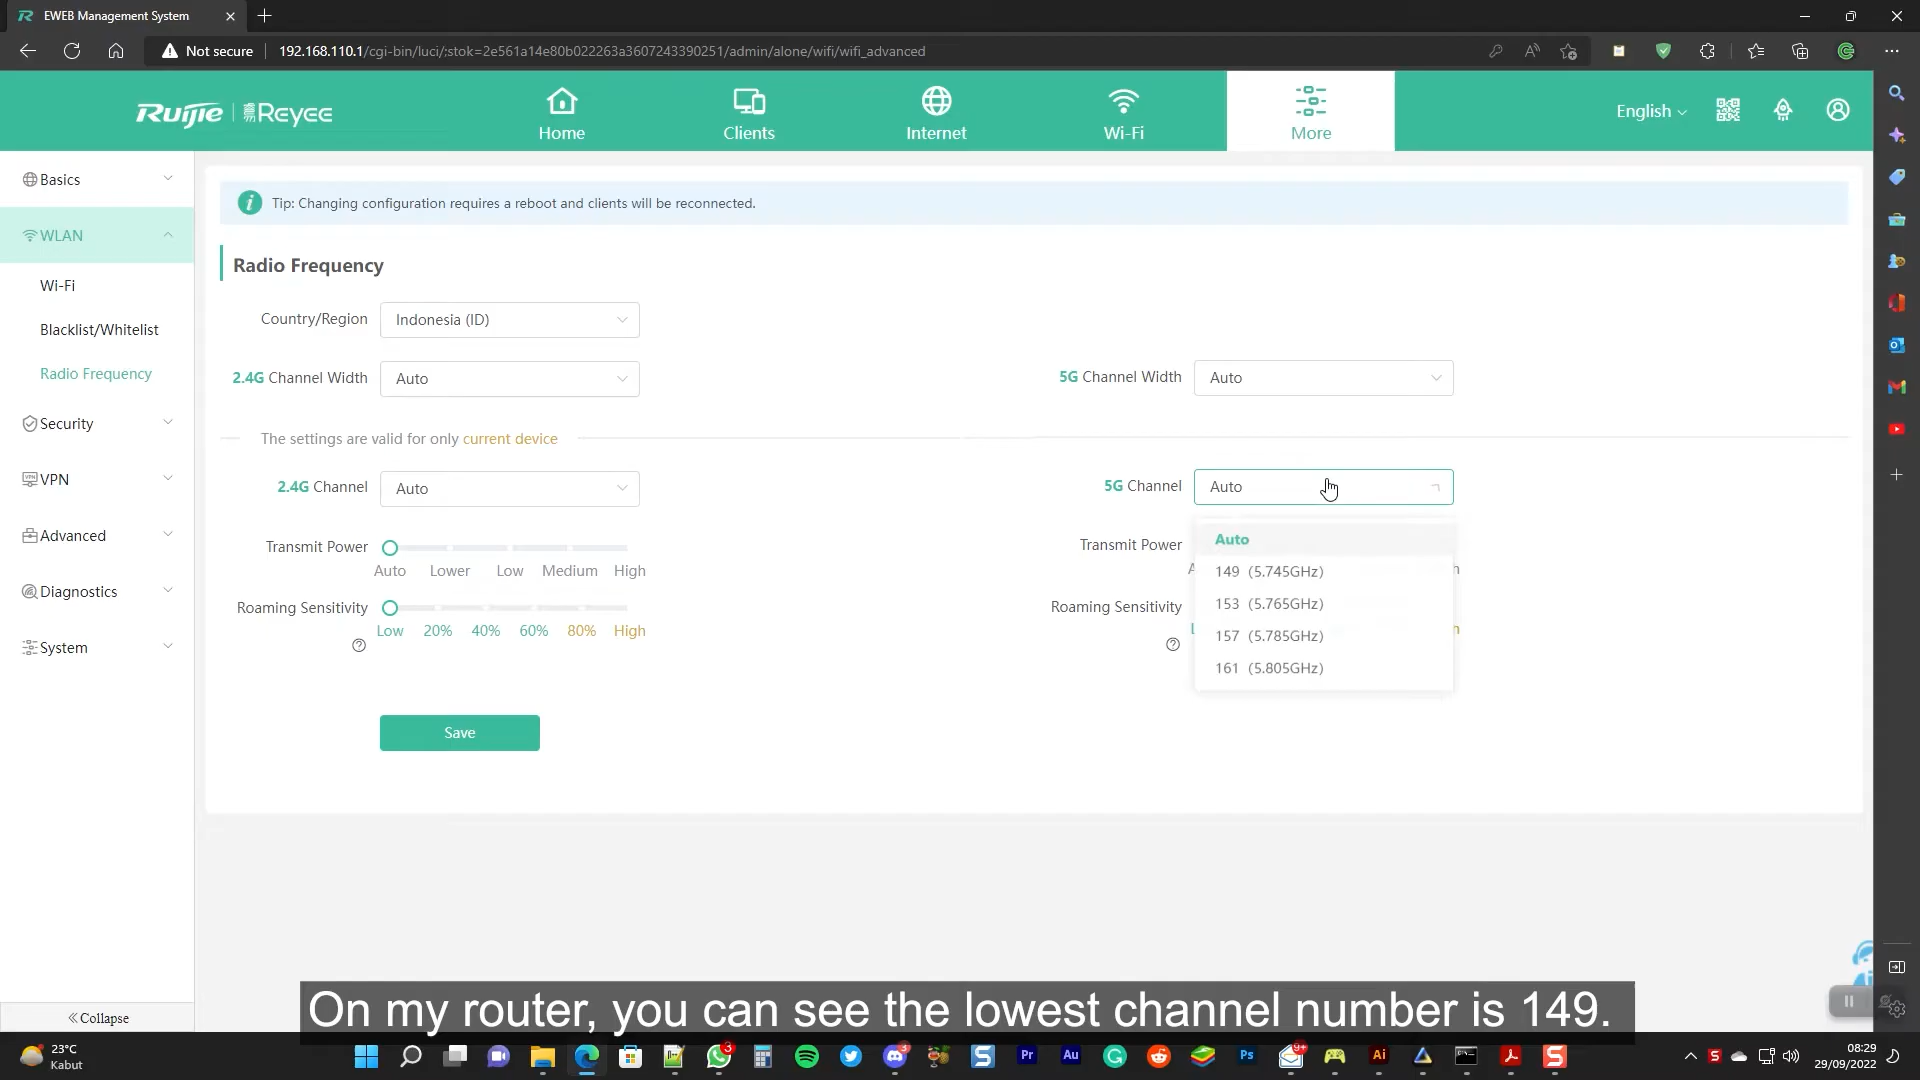 EWEB Management System
Not secure
192.168.110.1/cgi-bin/luci/;stok=2e561a14e80b022263a3607243390251/admin/alone/wifi/wifi_advanced
Ruijie | 睿易 Reyee
Home
Clients
Internet
Wi-Fi
More
English
Basics
WLAN
Wi-Fi
Blacklist/Whitelist
Radio Frequency
Security
VPN
Advanced
Diagnostics
System
Collapse
Tip: Changing configuration requires a reboot and clients will be reconnected.
Radio Frequency
Country/Region Indonesia (ID)
2.4G Channel Width Auto
5G Channel Width Auto
The settings are valid for only current device
2.4G Channel Auto
5G Channel Auto
Transmit Power
Auto Lower Low Medium High
Roaming Sensitivity
Low 20% 40% 60% 80% High
Transmit Power
Roaming Sensitivity
Auto
149 (5.745GHz)
153 (5.765GHz)
157 (5.785GHz)
161 (5.805GHz)
Save
On my router, you can see the lowest channel number is 149.
23°C
Kabut
08:29
29/09/2022